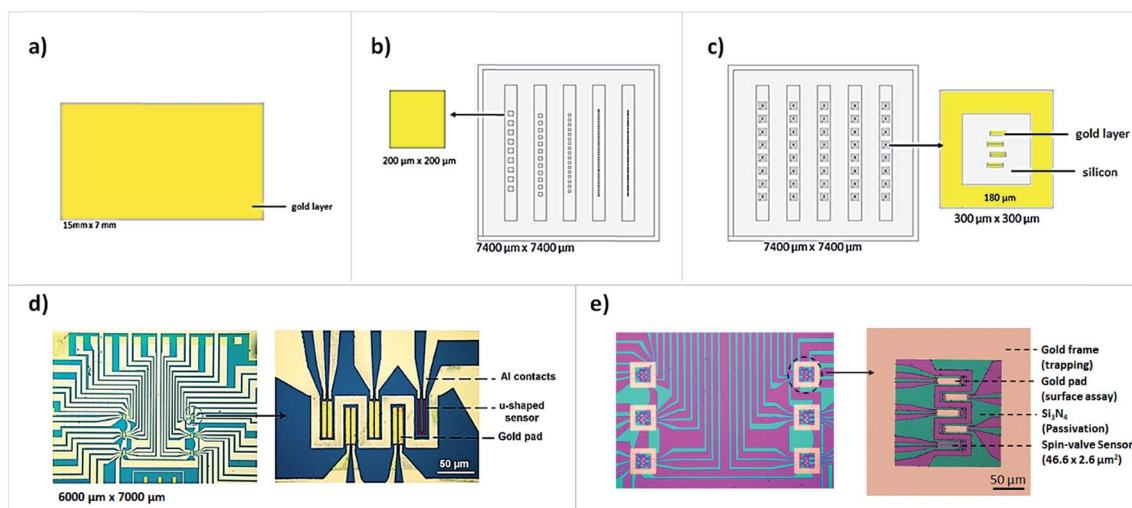 a)
gold layer
15mm x 7 mm
b)
200 µm x 200 µm
7400 µm x 7400 µm
c)
gold layer
silicon
180 µm
300 µm x 300 µm
7400 µm x 7400 µm
d)
Al contacts
u-shaped
sensor
Gold pad
50 µm
6000 µm x 7000 µm
e)
Gold frame
(trapping)
Gold pad
(surface assay)
Si₃N₄
(Passivation)
Spin-valve Sensor
(46.6 x 2.6 µm²)
50 µm